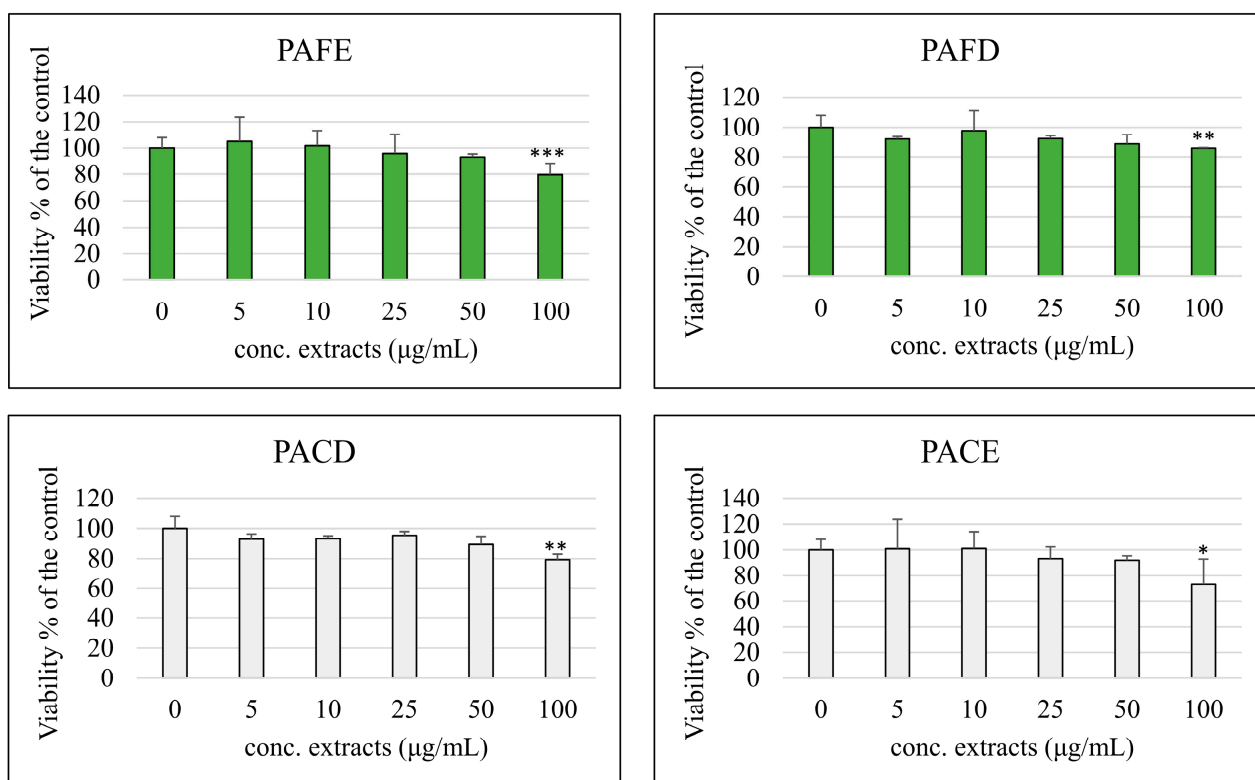 PAFE
Viability % of the control
140
120
100
80
60
40
20
0
***
0 5 10 25 50 100
conc. extracts (μg/mL)
PAFD
Viability % of the control
120
100
80
60
40
20
0
**
0 5 10 25 50 100
conc. extracts (μg/mL)
PACD
Viability % of the control
120
100
80
60
40
20
0
**
0 5 10 25 50 100
conc. extracts (μg/mL)
PACE
Viability % of the control
140
120
100
80
60
40
20
0
*
0 5 10 25 50 100
conc. extracts (μg/mL)